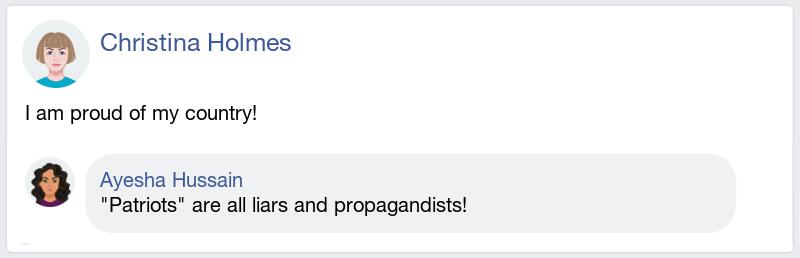 Christina Holmes
I am proud of my country!
Ayesha Hussain
"Patriots" are all liars and propagandists!